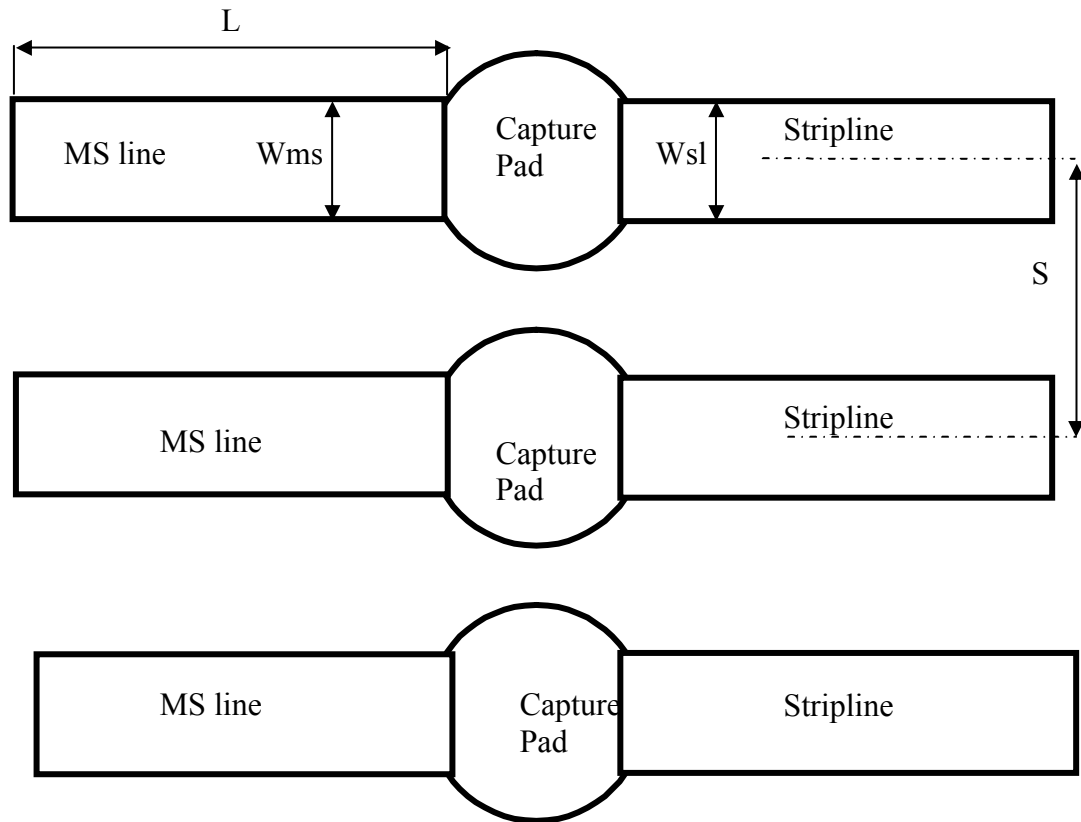 L
MS line
Wms
Capture
Pad
Wsl
Stripline
S
MS line
Capture
Pad
Stripline
MS line
Capture
Pad
Stripline